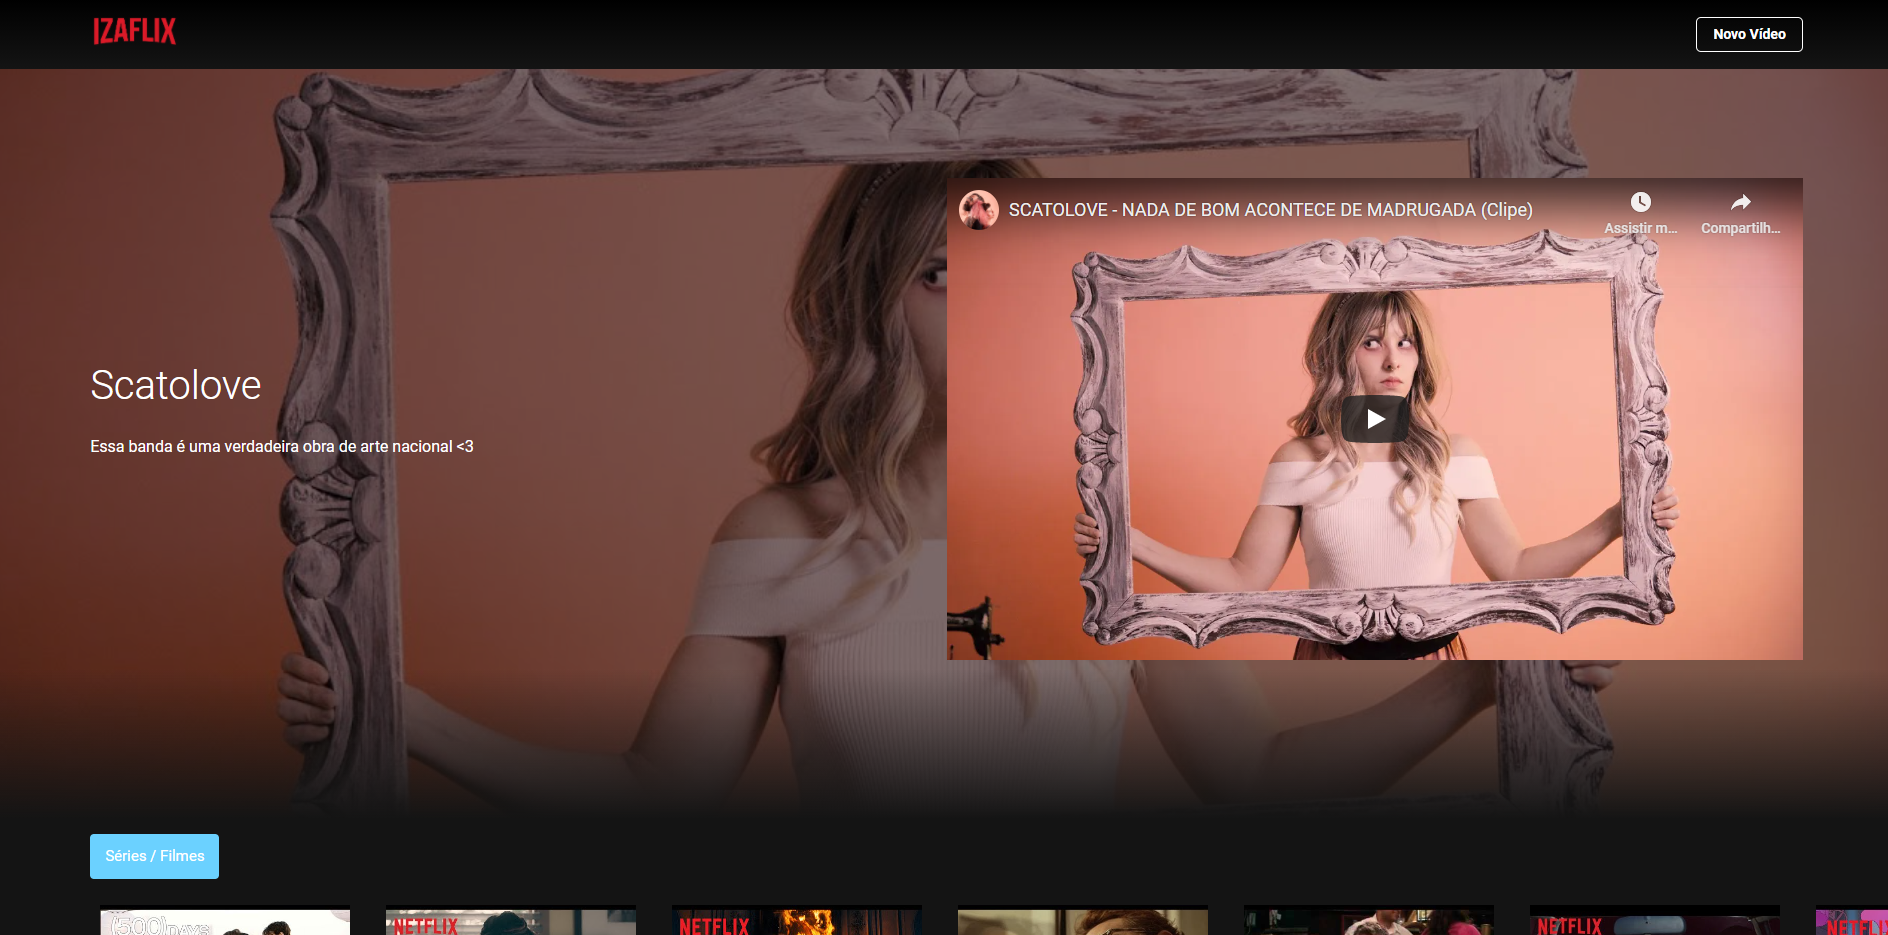 IZAFLIX
Novo Vídeo
SCATOLOVE - NADA DE BOM ACONTECE DE MADRUGADA (Clipe)
Assistir m...
Compartilh...
Scatolove
Essa banda é uma verdadeira obra de arte nacional <3
Séries / Filmes
(500) DAYS
NETFLIX
NETFLIX
NETFLIX